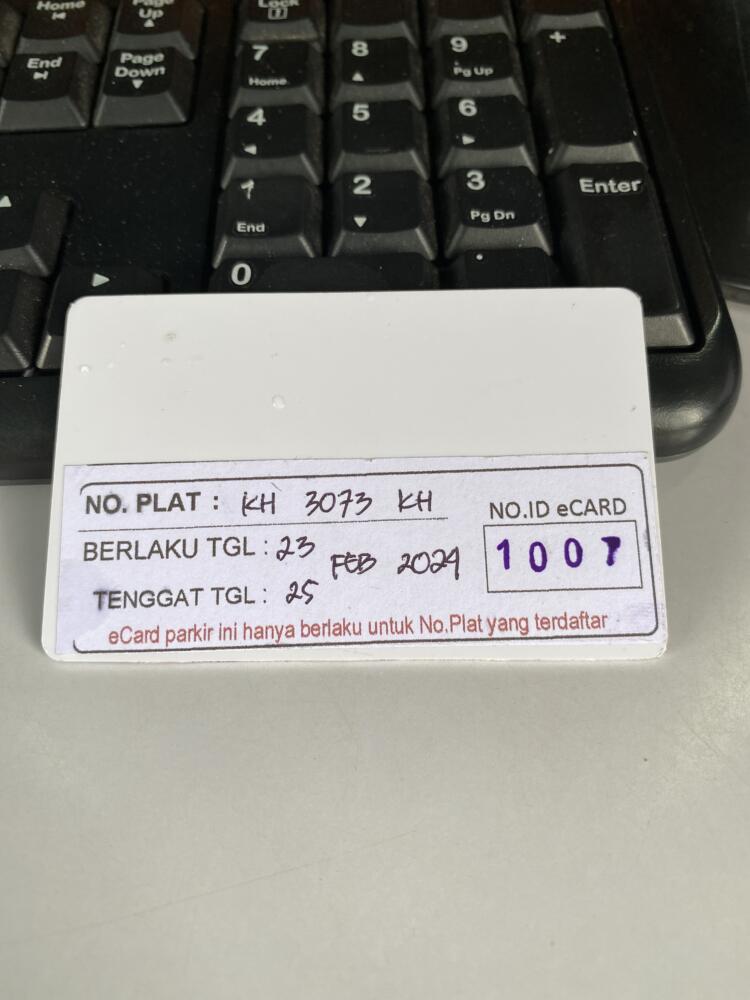 Home
Page Up
Lock
End
Page Down
7 Home
8
9 Pg Up
+
4
5
6
1 End
2
3 Pg Dn
Enter
0
.
NO. PLAT : KH 3073 KH
NO.ID eCARD
1007
BERLAKU TGL : 23
FEB 2024
TENGGAT TGL : 25
eCard parkir ini hanya berlaku untuk No.Plat yang terdaftar